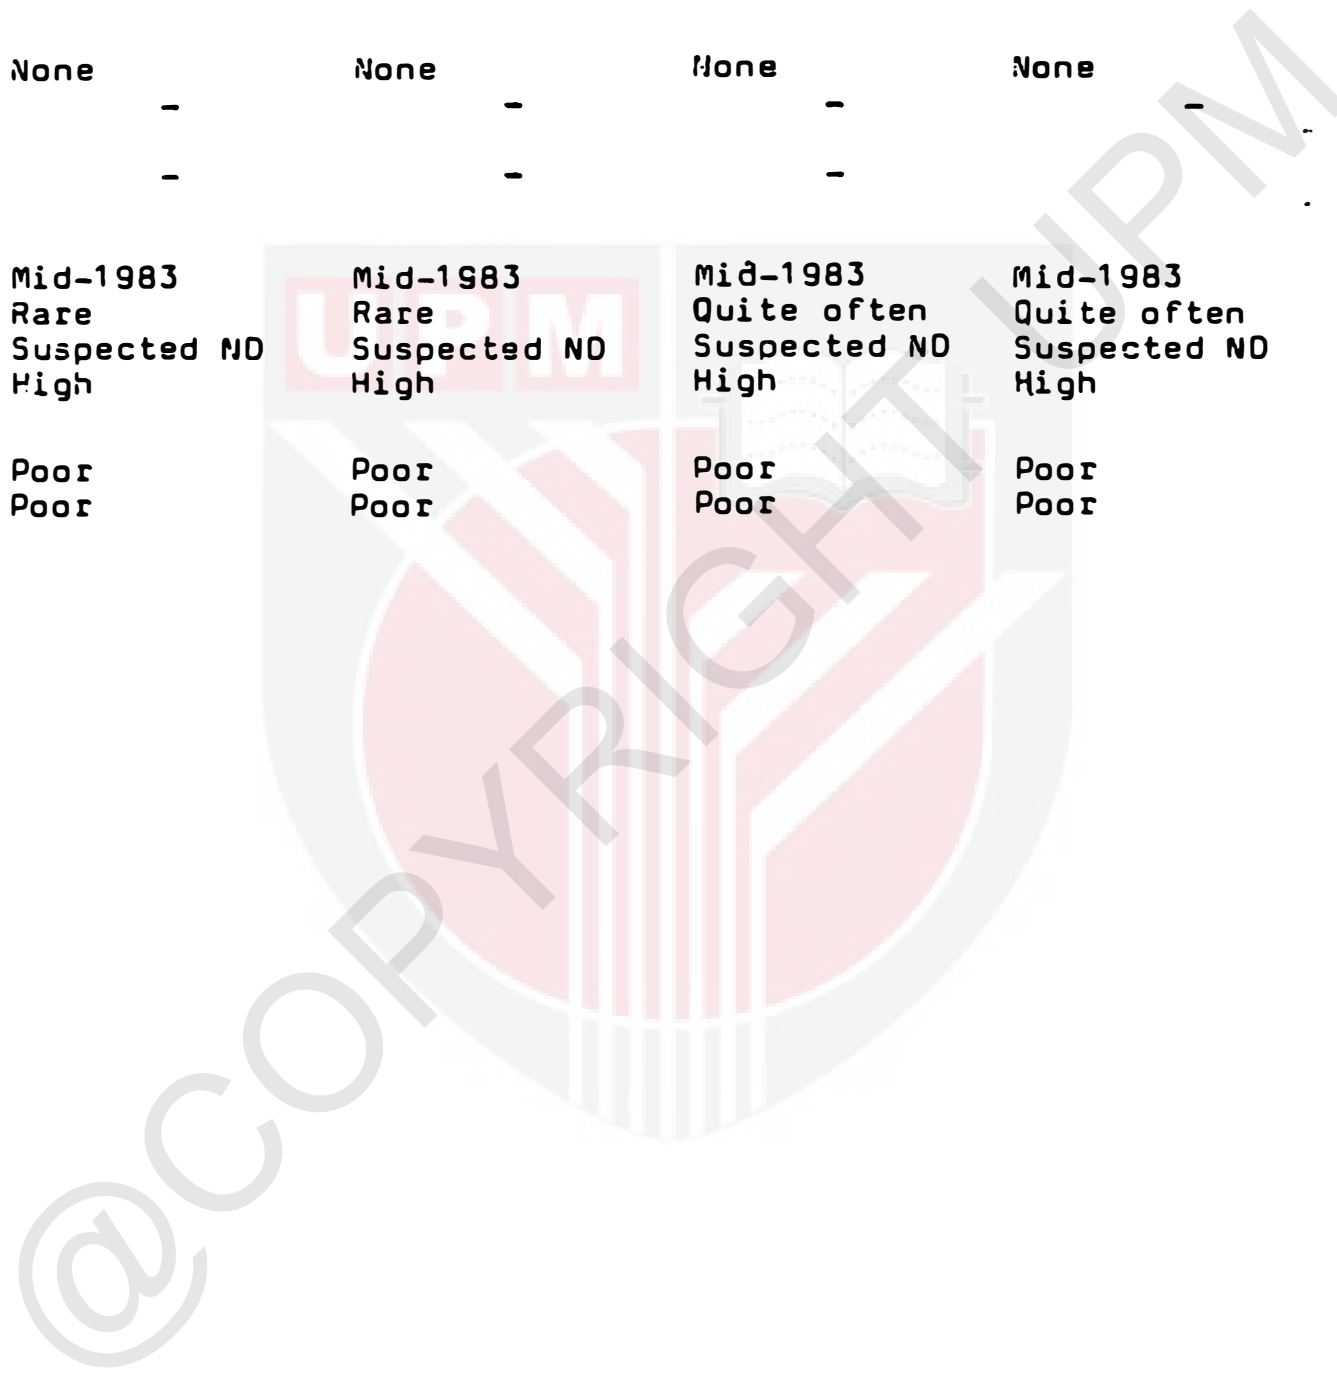 None None None None
- - - -
- - -
Mid-1983 Mid-1983 Mid-1983 Mid-1983
Rare Rare Quite often Quite often
Suspected ND Suspected ND Suspected ND Suspected ND
High High High High
Poor Poor Poor Poor
Poor Poor Poor Poor
UPM
@COPYRIGHT UPM